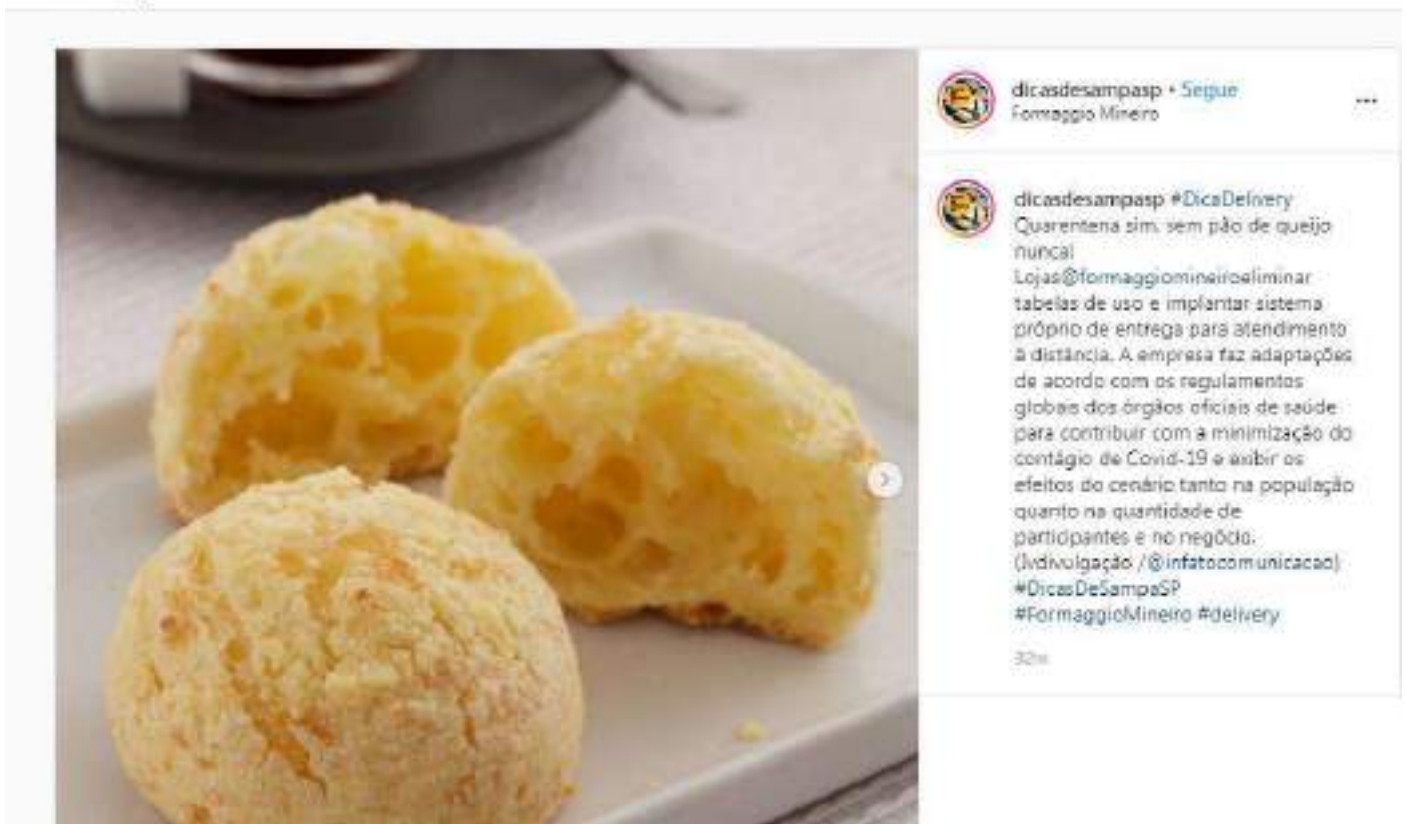 dicasdesampasp • Segue
Formaggio Mineiro
dicasdesampasp #DicaDelivery
Quarentena sim, sem pão de queijo
nunca!
Lojas@formaggiomineiroeliminar
tabelas de uso e implantar sistema
próprio de entrega para atendimento
à distância. A empresa faz adaptações
de acordo com os regulamentos
globais dos órgãos oficiais de saúde
para contribuir com a minimização do
contágio de Covid-19 e exibir os
efeitos do cenário tanto na população
quanto na quantidade de
participantes e no negócio.
(Ivdivulgação /@infatocomunicacao)
#DicasDeSampaSP
#FormaggioMineiro #delivery